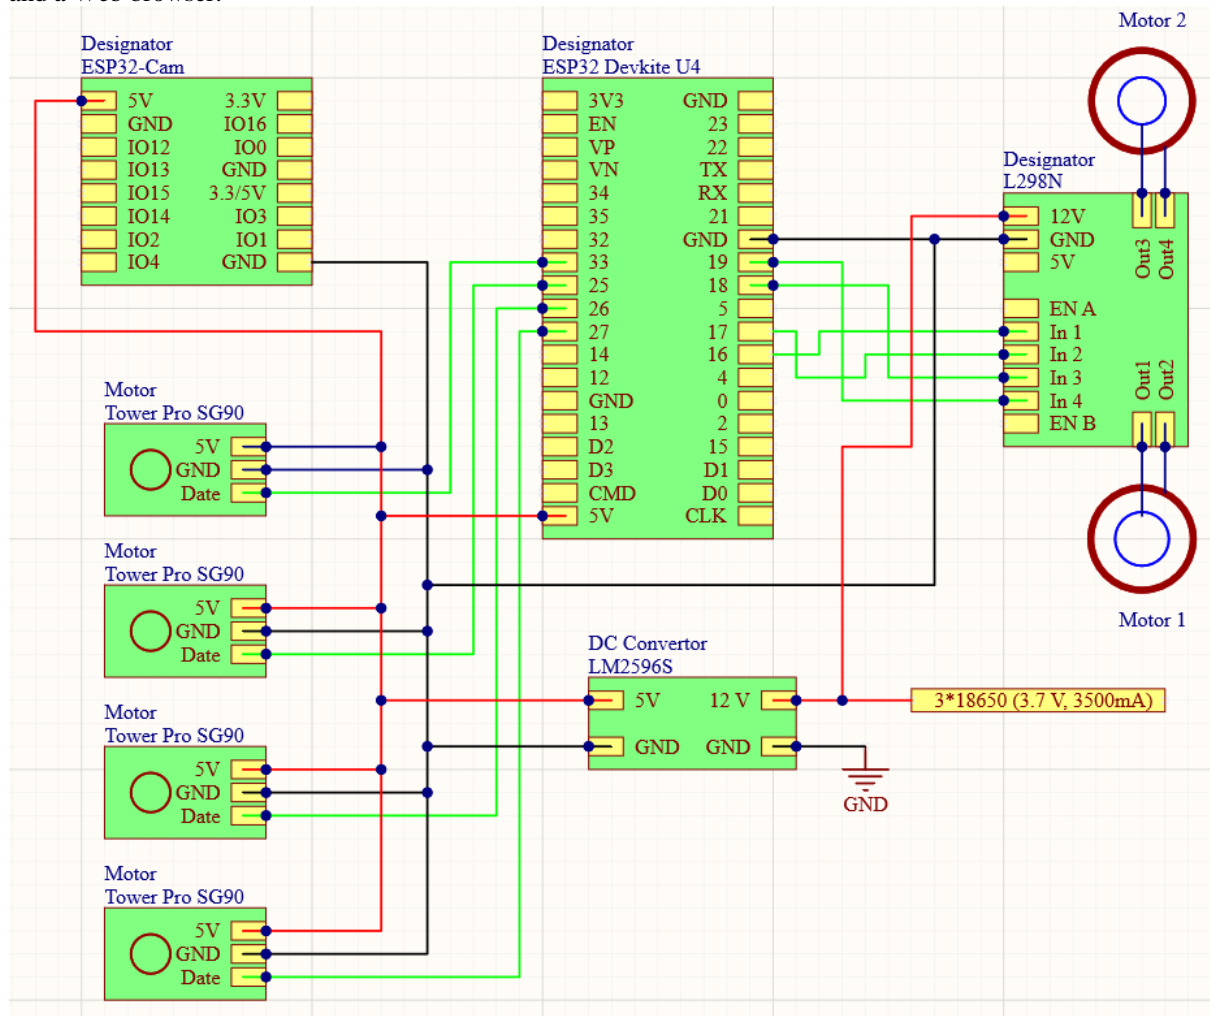 and a Web browser.
Motor 2
Designator
ESP32-Cam
5V 3.3V
GND IO16
IO12 IO0
IO13 GND
IO15 3.3/5V
IO14 IO3
IO2 IO1
IO4 GND
Designator
ESP32 Devkite U4
3V3 GND
EN 23
VP 22
VN TX
34 RX
35 21
32 GND
33 19
25 18
26 5
27 17
14 16
12 4
GND 0
13 2
D2 15
D3 D1
CMD D0
5V CLK
Designator
L298N
12V
GND
5V
Out3
Out4
EN A
In 1
In 2
In 3
In 4
EN B
Out1
Out2
Motor 1
Motor
Tower Pro SG90
5V
GND
Date
Motor
Tower Pro SG90
5V
GND
Date
Motor
Tower Pro SG90
5V
GND
Date
Motor
Tower Pro SG90
5V
GND
Date
DC Convertor
LM2596S
5V 12 V
GND GND
3*18650 (3.7 V, 3500mA)
GND